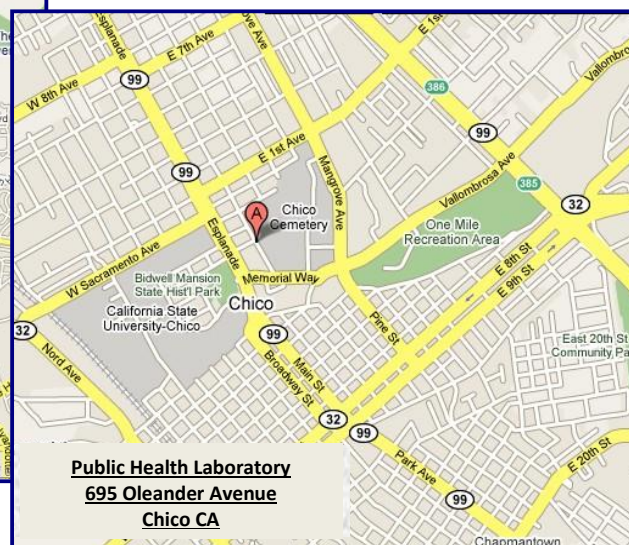 Esplanade
E 7th Ave
E 1st
99
W 8th Ave
386
Vallombrosa
99
99
E 1st Ave
Mangrove Ave
Vallombrosa Ave
385
32
A
Chico
Cemetery
One Mile
Recreation Area
W Sacramento Ave
Esplanade
E 8th St
E 9th St
Bidwell Mansion
State Hist'l Park
Memorial Way
Chico
California State
University-Chico
32
99
Pine St
Nord Ave
Main St
Broadway St
East 20th St
Community Pa
32
99
Park Ave
E 20th St
99
Chapmantown
Public Health Laboratory
695 Oleander Avenue
Chico CA